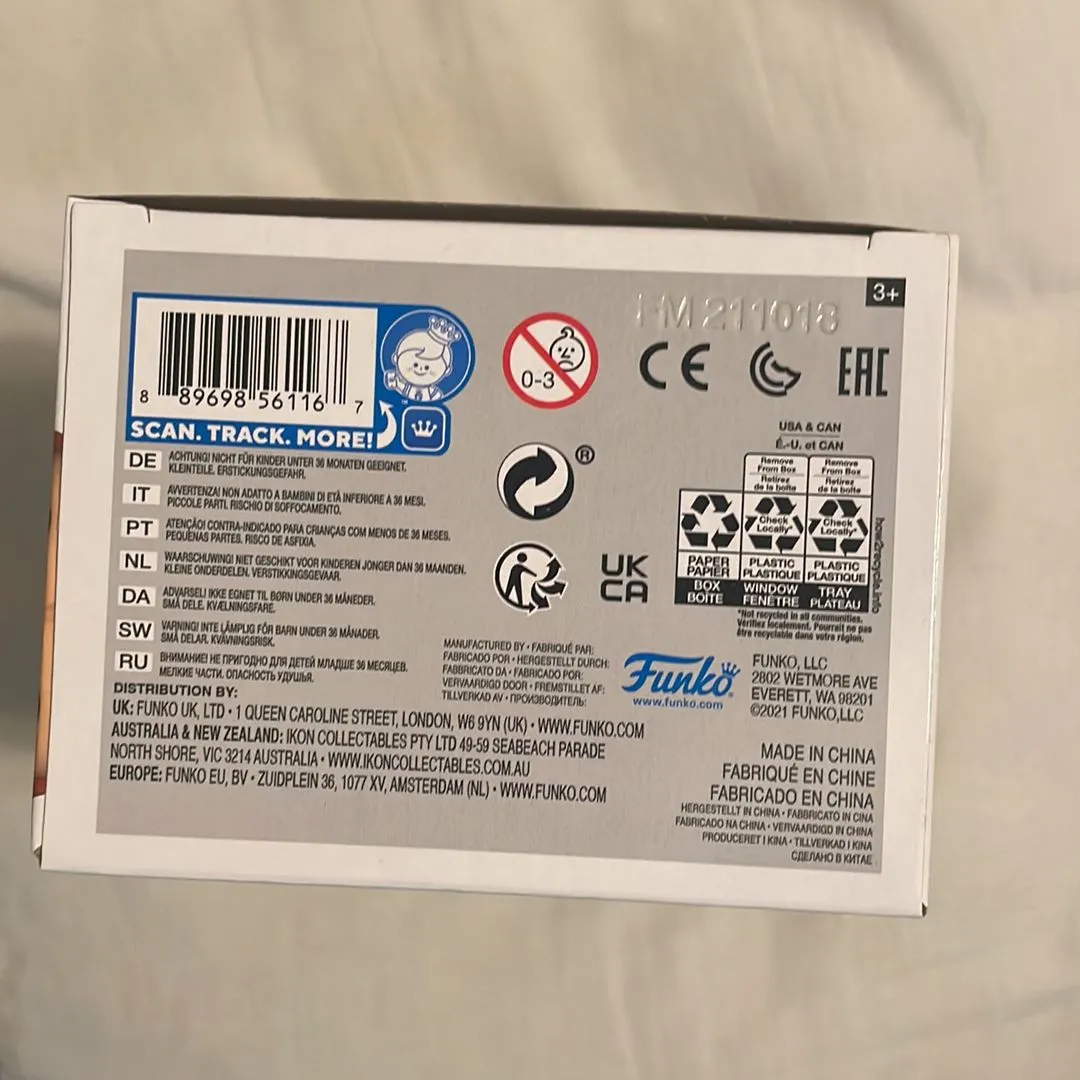 3+
FM 211018
8 89698 56116 7
SCAN. TRACK. MORE!
™
0-3
CE
EAC
®
UK
CA
USA & CAN
É.-U. et CAN
Remove
From Box
Retirez
de la boîte
Remove
From Box
Retirez
de la boîte
Check
Locally*
Check
Locally*
PAPER
PAPIER
PLASTIC
PLASTIQUE
PLASTIC
PLASTIQUE
BOX
BOÎTE
WINDOW
FENÊTRE
TRAY
PLATEAU
how2recycle.info
*Not recycled in all communities.
Vérifiez localement. Pourrait ne pas
être recyclable dans votre région.
DE ACHTUNG! NICHT FÜR KINDER UNTER 36 MONATEN GEEIGNET.
KLEINTEILE. ERSTICKUNGSGEFAHR.
IT AVVERTENZA! NON ADATTO A BAMBINI DI ETÀ INFERIORE A 36 MESI.
PICCOLE PARTI. RISCHIO DI SOFFOCAMENTO.
PT ATENÇÃO! CONTRA-INDICADO PARA CRIANÇAS COM MENOS DE 36 MESES.
PEQUENAS PARTES. RISCO DE ASFIXIA.
NL WAARSCHUWING! NIET GESCHIKT VOOR KINDEREN JONGER DAN 36 MAANDEN.
KLEINE ONDERDELEN. VERSTIKKINGSGEVAAR.
DA ADVARSEL! IKKE EGNET TIL BØRN UNDER 36 MÅNEDER.
SMÅ DELE. KVÆLNINGSFARE.
SW VARNING! INTE LÄMPLIG FÖR BARN UNDER 36 MÅNADER.
SMÅ DELAR. KVÄVNINGSRISK.
RU ВНИМАНИЕ! НЕ ПРИГОДНО ДЛЯ ДЕТЕЙ МЛАДШЕ 36 МЕСЯЦЕВ.
МЕЛКИЕ ЧАСТИ. ОПАСНОСТЬ УДУШЬЯ.
MANUFACTURED BY • FABRIQUÉ PAR:
FABRICADO POR • HERGESTELLT DURCH:
FABBRICATO DA • FABRICADO POR:
VERVAARDIGD DOOR • FREMSTILLET AF:
TILLVERKAD AV • ПРОИЗВОДИТЕЛЬ:
Funko®
www.funko.com
FUNKO, LLC
2802 WETMORE AVE
EVERETT, WA 98201
©2021 FUNKO,LLC
DISTRIBUTION BY:
UK: FUNKO UK, LTD • 1 QUEEN CAROLINE STREET, LONDON, W6 9YN (UK) • WWW.FUNKO.COM
AUSTRALIA & NEW ZEALAND: IKON COLLECTABLES PTY LTD 49-59 SEABEACH PARADE
NORTH SHORE, VIC 3214 AUSTRALIA • WWW.IKONCOLLECTABLES.COM.AU
EUROPE: FUNKO EU, BV • ZUIDPLEIN 36, 1077 XV, AMSTERDAM (NL) • WWW.FUNKO.COM
MADE IN CHINA
FABRIQUÉ EN CHINE
FABRICADO EN CHINA
HERGESTELLT IN CHINA • FABBRICATO IN CINA
FABRICADO NA CHINA • VERVAARDIGD IN CHINA
PRODUCERET I KINA • TILLVERKAD I KINA
СДЕЛАНО В КИТАЕ